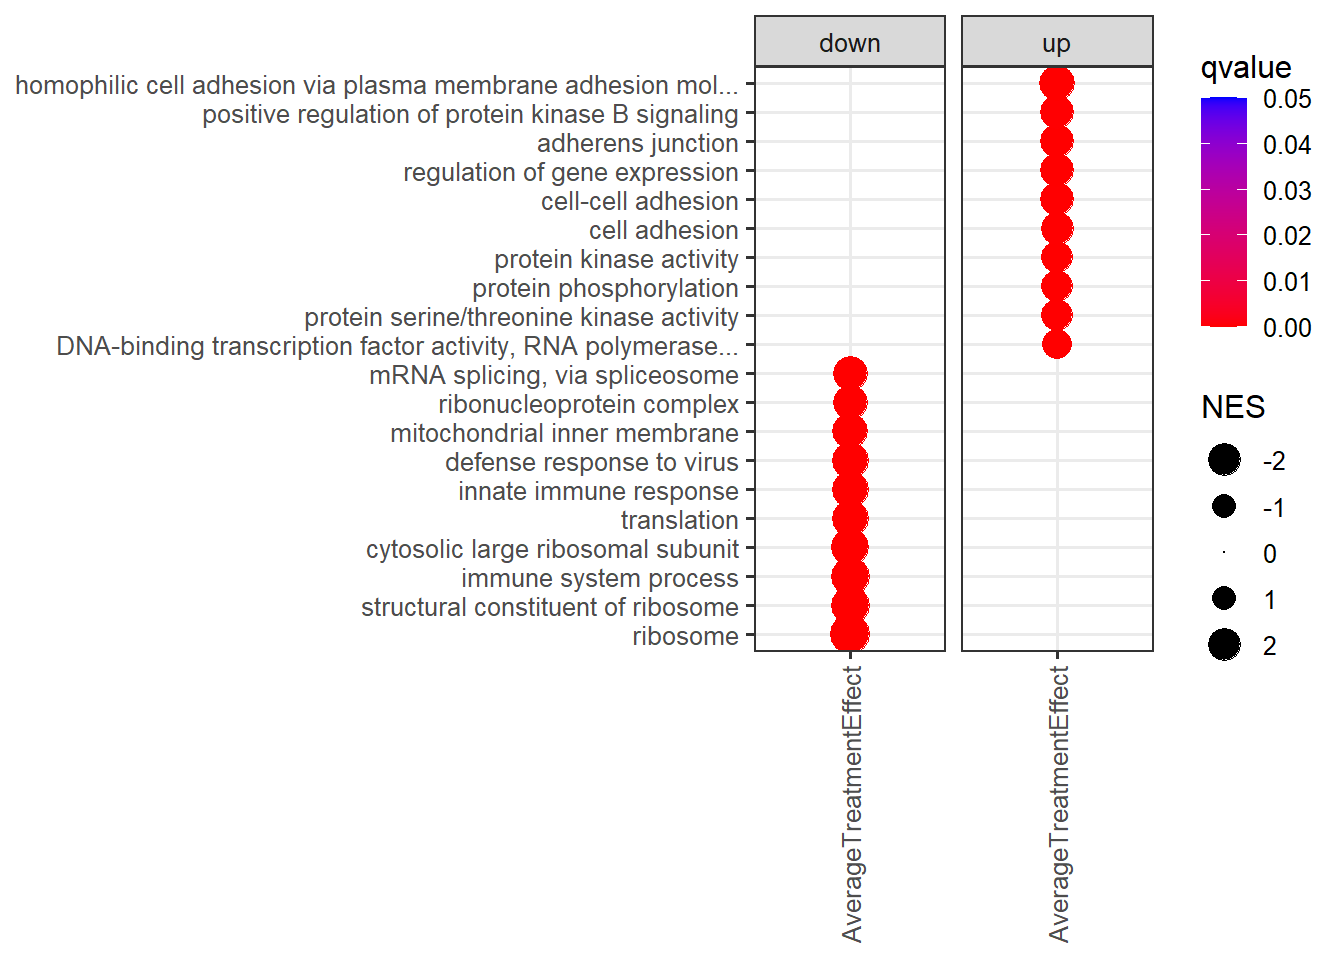 down
up
homophilic cell adhesion via plasma membrane adhesion mol...
positive regulation of protein kinase B signaling
adherens junction
regulation of gene expression
cell-cell adhesion
cell adhesion
protein kinase activity
protein phosphorylation
protein serine/threonine kinase activity
DNA-binding transcription factor activity, RNA polymerase...
mRNA splicing, via spliceosome
ribonucleoprotein complex
mitochondrial inner membrane
defense response to virus
innate immune response
translation
cytosolic large ribosomal subunit
immune system process
structural constituent of ribosome
ribosome
AverageTreatmentEffect
AverageTreatmentEffect
qvalue
0.05
0.04
0.03
0.02
0.01
0.00
NES
-2
-1
0
1
2